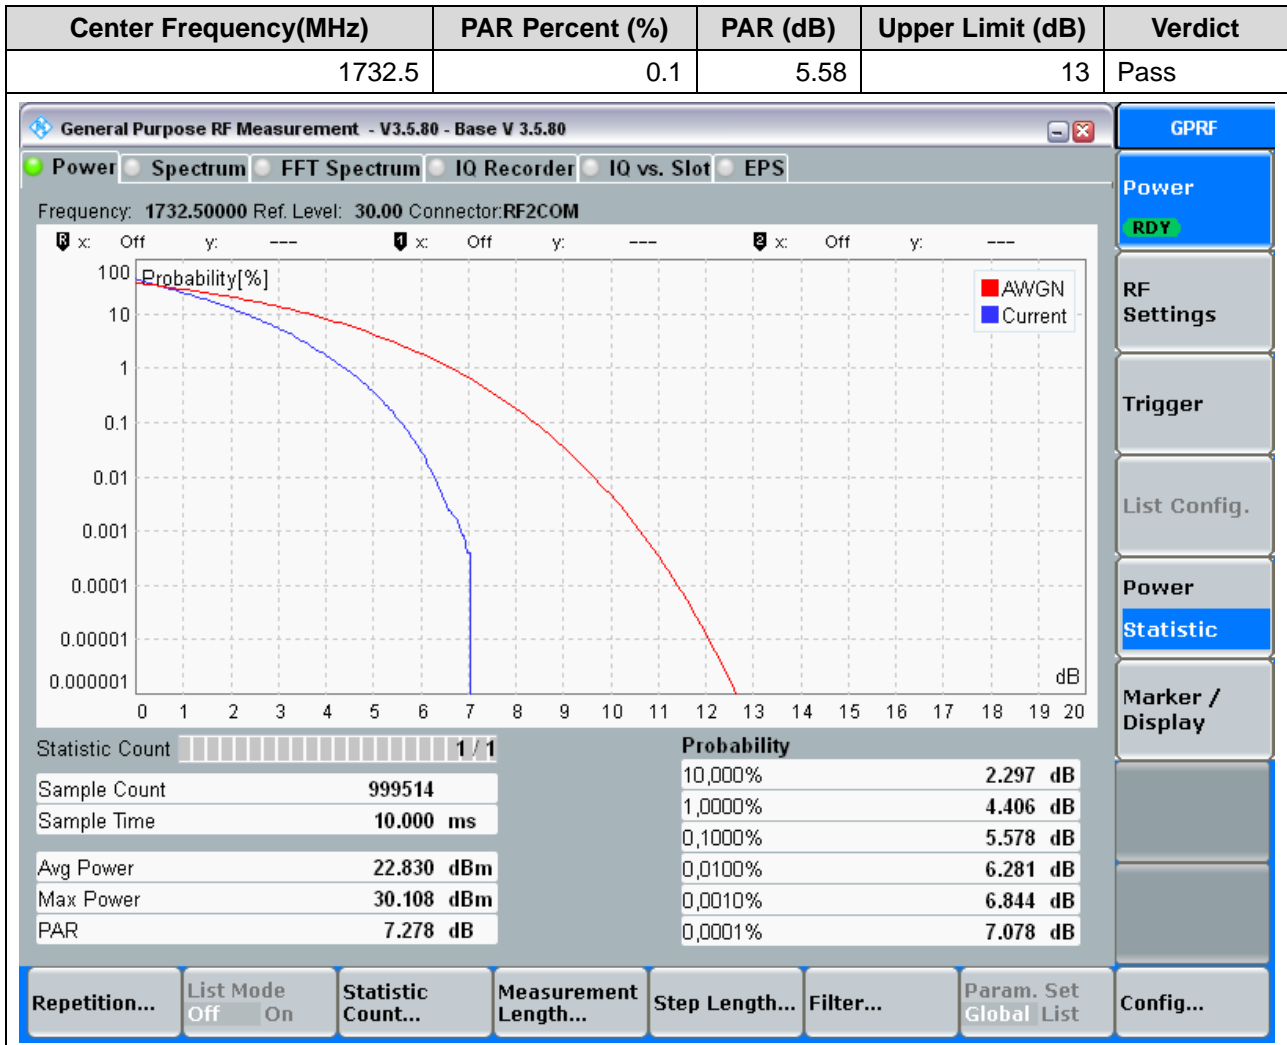 Center Frequency(MHz) PAR Percent (%) PAR (dB) Upper Limit (dB) Verdict
1732.5 0.1 5.58 13 Pass
General Purpose RF Measurement - V3.5.80 - Base V 3.5.80
GPRF
Power Spectrum FFT Spectrum IQ Recorder IQ vs. Slot EPS
Frequency: 1732.50000 Ref. Level: 30.00 Connector:RF2COM
R x: Off y: --- 1 x: Off y: --- 2 x: Off y: ---
Probability[%]
AWGN
Current
100
10
1
0.1
0.01
0.001
0.0001
0.00001
0.000001
dB
0 1 2 3 4 5 6 7 8 9 10 11 12 13 14 15 16 17 18 19 20
Statistic Count 1 / 1
Sample Count 999514
Sample Time 10.000 ms
Avg Power 22.830 dBm
Max Power 30.108 dBm
PAR 7.278 dB
Probability
10,000% 2.297 dB
1,0000% 4.406 dB
0,1000% 5.578 dB
0,0100% 6.281 dB
0,0010% 6.844 dB
0,0001% 7.078 dB
Power
RDY
RF
Settings
Trigger
List Config.
Power
Statistic
Marker /
Display
Repetition...
List Mode
Off On
Statistic
Count...
Measurement
Length...
Step Length...
Filter...
Param. Set
Global List
Config...